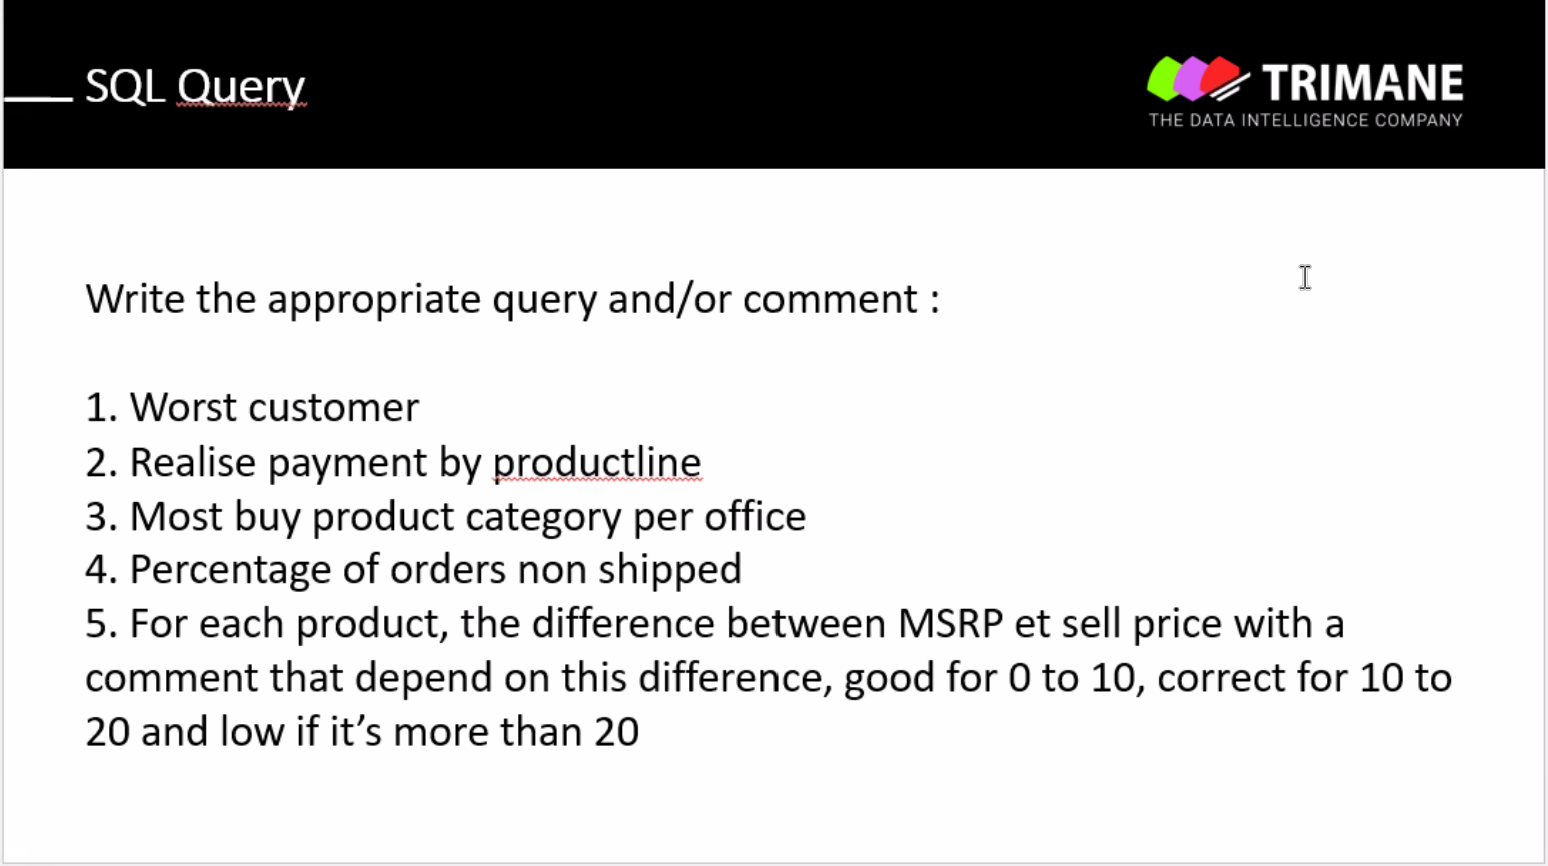 SQL Query
TRIMANE
THE DATA INTELLIGENCE COMPANY
Write the appropriate query and/or comment :
1. Worst customer
2. Realise payment by productline
3. Most buy product category per office
4. Percentage of orders non shipped
5. For each product, the difference between MSRP et sell price with a
comment that depend on this difference, good for 0 to 10, correct for 10 to
20 and low if it’s more than 20